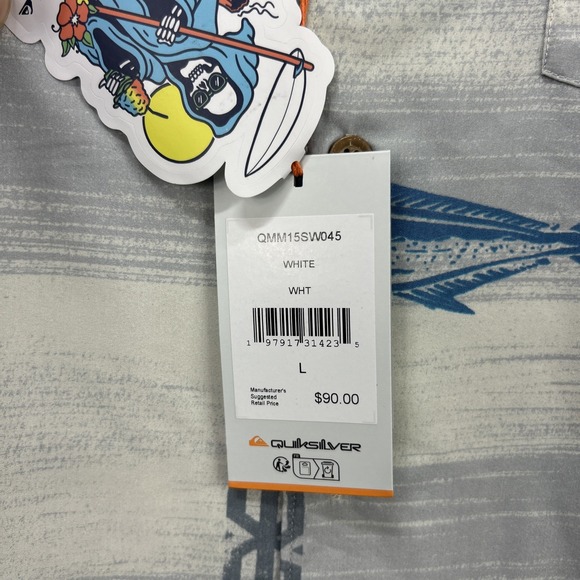 QMM15SW045
WHITE
WHT
1 97917 31423 5
L
Manufacturer's
Suggested
Retail Price
$90.00
QUIKSILVER